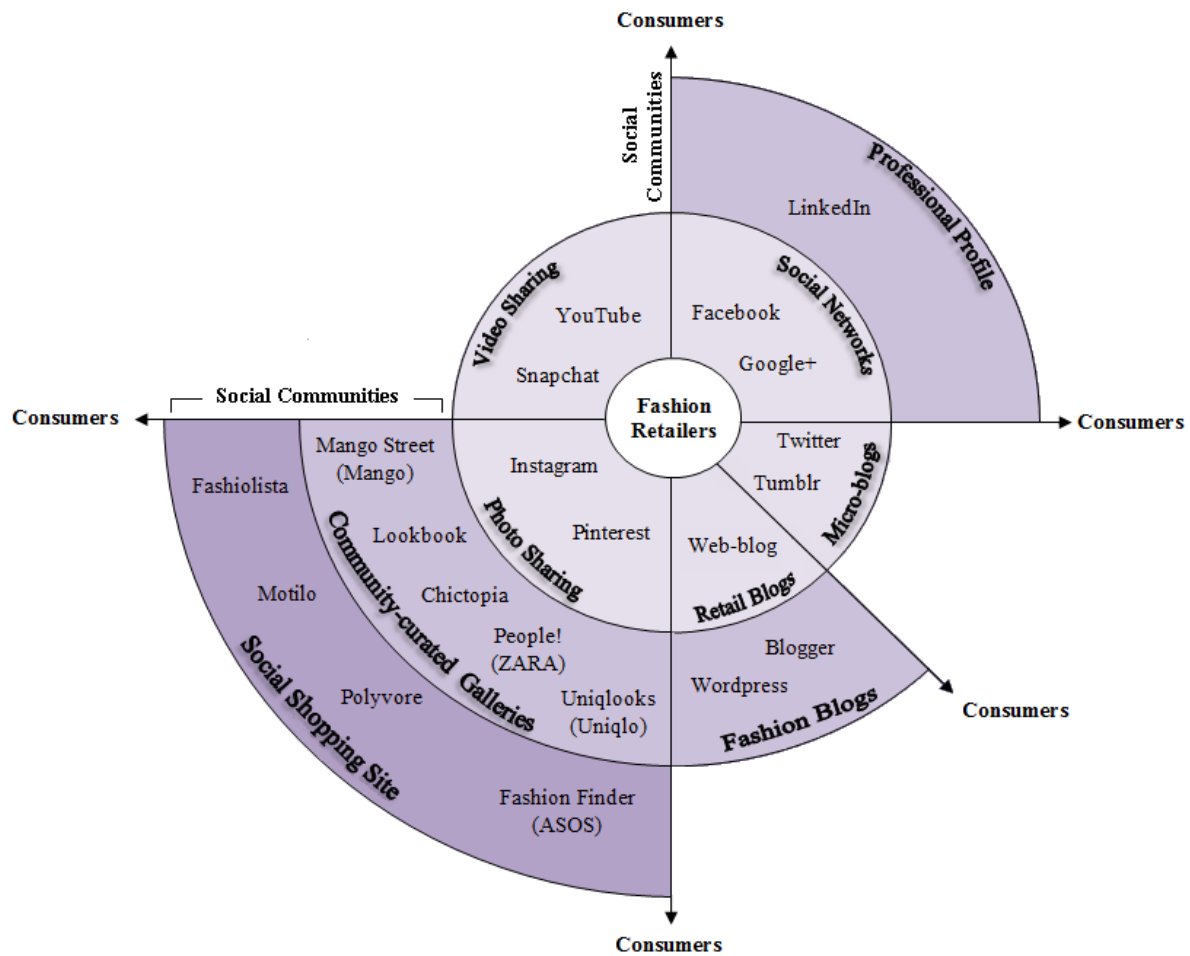 Consumers
Social
Communities
Professional Profile
LinkedIn
Video Sharing
YouTube
Snapchat
Social Networks
Facebook
Google+
Fashion
Retailers
Social Communities
Consumers
Consumers
Twitter
Tumblr
Micro-blogs
Mango Street
(Mango)
Instagram
Fashiolista
Pinterest
Photo Sharing
Web-blog
Retail Blogs
Lookbook
Chictopia
Motilo
People!
(ZARA)
Community-curated Galleries
Uniqlooks
(Uniqlo)
Blogger
Wordpress
Fashion Blogs
Consumers
Polyvore
Social Shopping Site
Fashion Finder
(ASOS)
Consumers